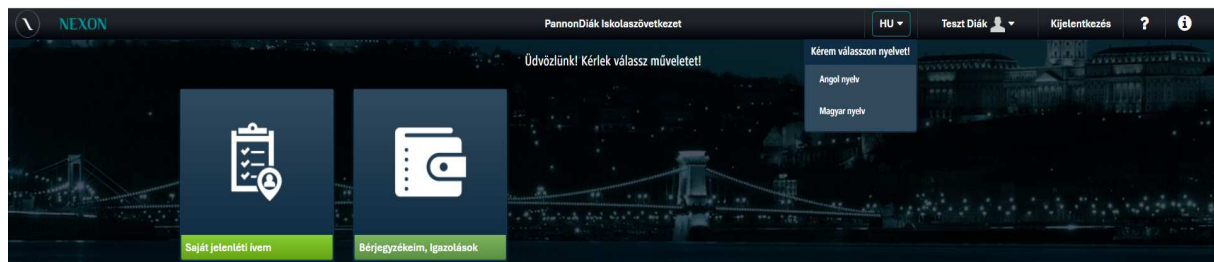 NEXON
PannonDiák Iskolaszövetkezet
HU
Teszt Diák
Kijelentkezés
?
i
Üdvözlünk! Kérlek válassz műveletet!
Kérem válasszon nyelvet!
Angol nyelv
Magyar nyelv
Saját jelenléti ívem
Bérjegyzékeim, Igazolások